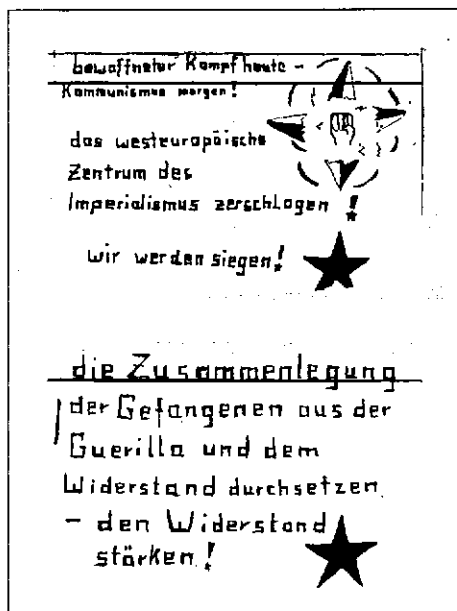 bewaffneter Kampf heute –
Kommunismus morgen!
das westeuropäische
Zentrum des
Imperialismus zerschlagen!
wir werden siegen!
die Zusammenlegung
der Gefangenen aus der
Guerilla und dem
Widerstand durchsetzen
– den Widerstand
stärken!